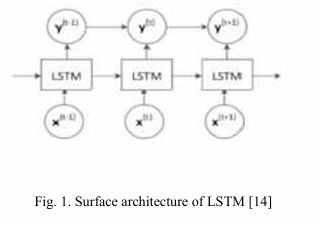 y(t-1) y(t) y(t+1)
LSTM LSTM LSTM
x(t-1) x(t) x(t+1)
Fig. 1. Surface architecture of LSTM [14]